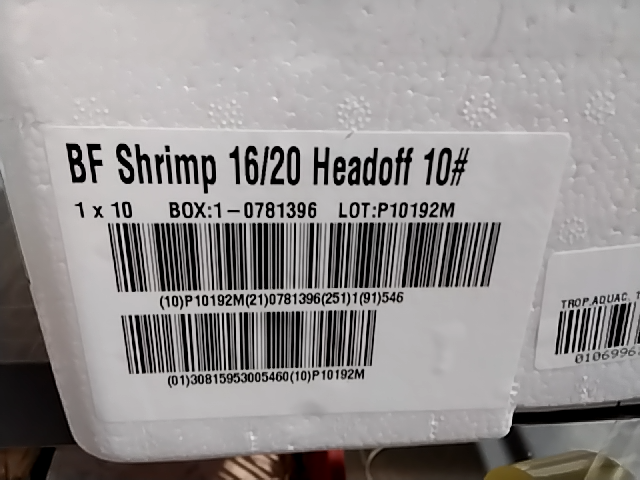 BF Shrimp 16/20 Headoff 10#
1 x 10 BOX:1-0781396 LOT:P10192M
(10)P10192M(21)0781396(251)1(91)546
(01)30815953005460(10)P10192M
TROP.AQUAC. T
0106996